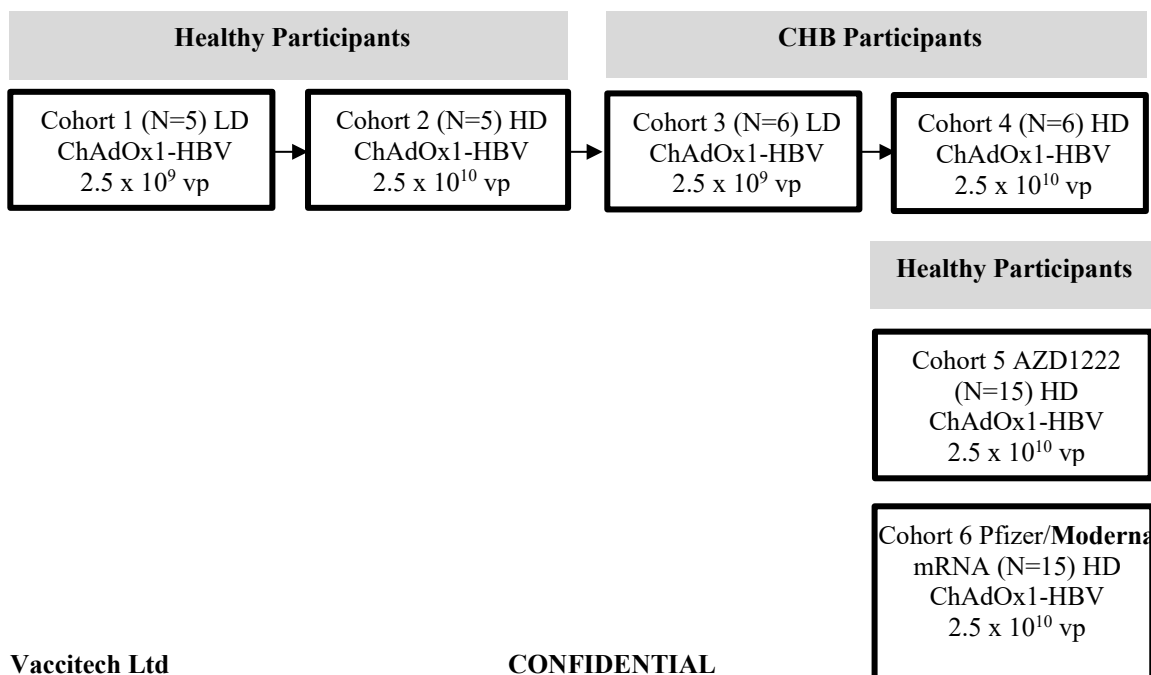 Healthy Participants
CHB Participants
Cohort 1 (N=5) LD
ChAdOx1-HBV
2.5 x 10⁹ vp
Cohort 2 (N=5) HD
ChAdOx1-HBV
2.5 x 10¹⁰ vp
Cohort 3 (N=6) LD
ChAdOx1-HBV
2.5 x 10⁹ vp
Cohort 4 (N=6) HD
ChAdOx1-HBV
2.5 x 10¹⁰ vp
Healthy Participants
Cohort 5 AZD1222
(N=15) HD
ChAdOx1-HBV
2.5 x 10¹⁰ vp
Cohort 6 Pfizer/Moderna
mRNA (N=15) HD
ChAdOx1-HBV
2.5 x 10¹⁰ vp
Vaccitech Ltd
CONFIDENTIAL